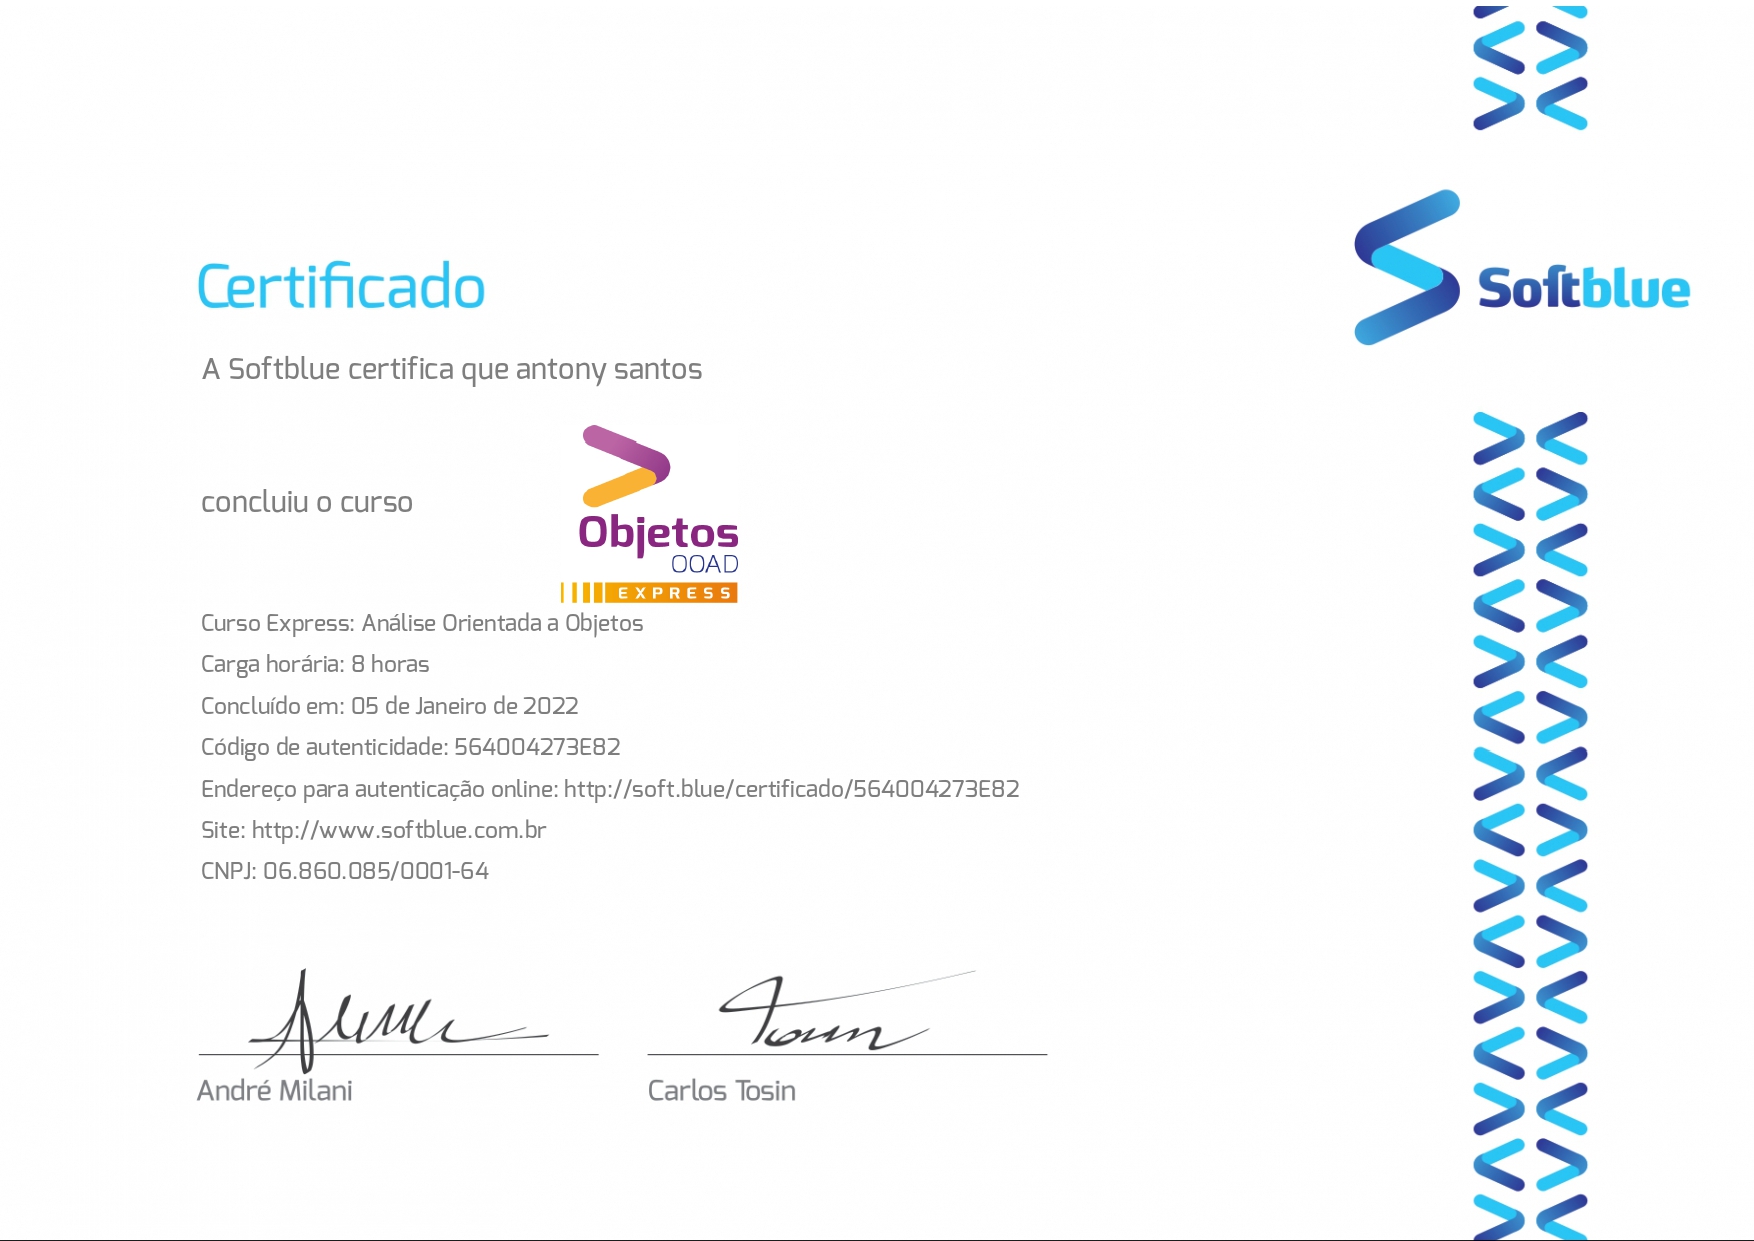 Softblue
Certificado
A Softblue certifica que antony santos
concluiu o curso
Objetos
OOAD
EXPRESS
Curso Express: Análise Orientada a Objetos
Carga horária: 8 horas
Concluído em: 05 de Janeiro de 2022
Código de autenticidade: 564004273E82
Endereço para autenticação online: http://soft.blue/certificado/564004273E82
Site: http://www.softblue.com.br
CNPJ: 06.860.085/0001-64
André Milani
Carlos Tosin